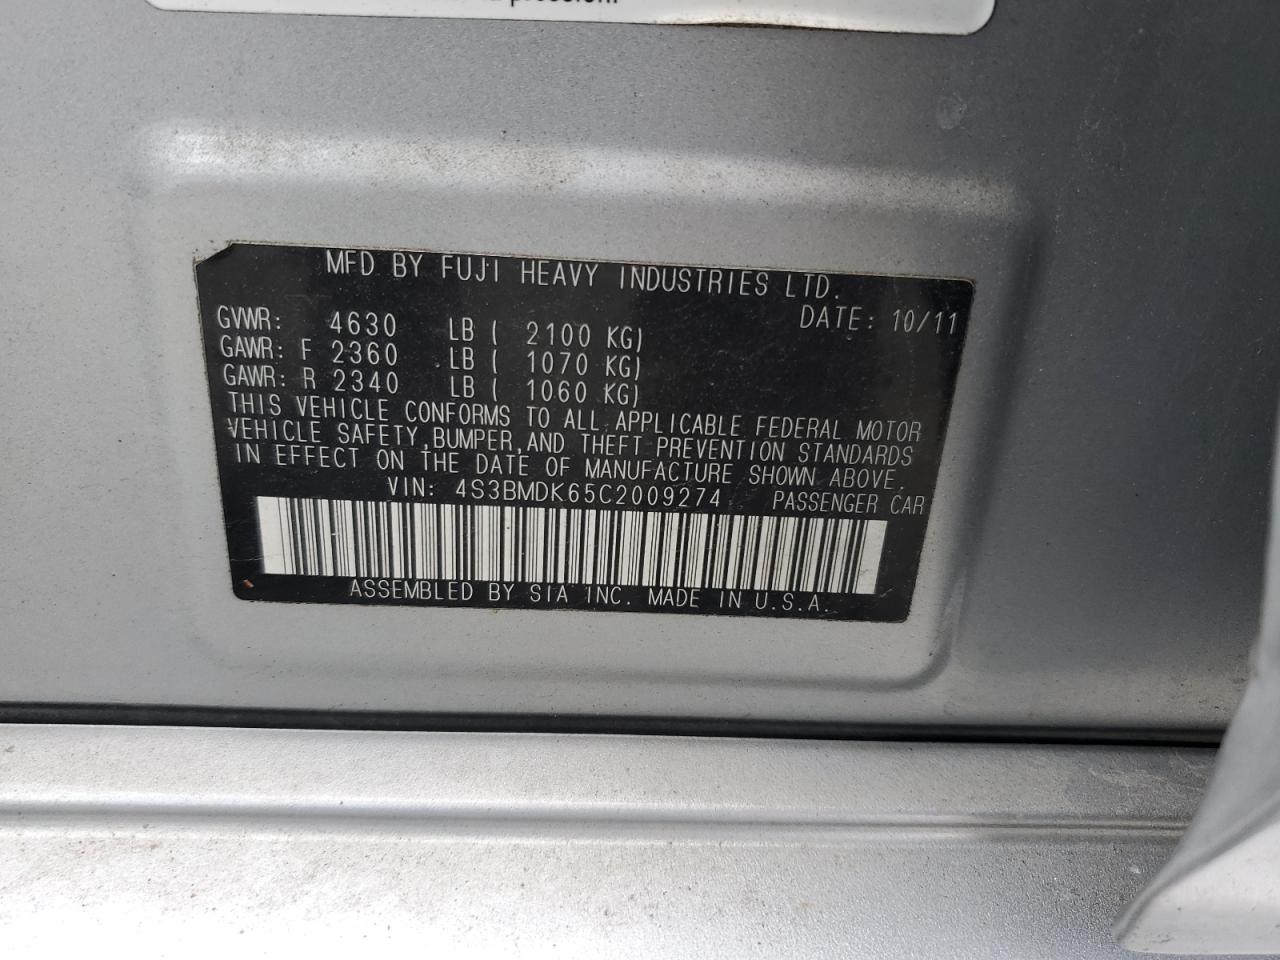 MFD BY FUJI HEAVY INDUSTRIES LTD.
DATE: 10/11
GVWR: 4630 LB ( 2100 KG)
GAWR: F 2360 LB ( 1070 KG)
GAWR: R 2340 LB ( 1060 KG)
THIS VEHICLE CONFORMS TO ALL APPLICABLE FEDERAL MOTOR
VEHICLE SAFETY, BUMPER, AND THEFT PREVENTION STANDARDS
IN EFFECT ON THE DATE OF MANUFACTURE SHOWN ABOVE.
VIN: 4S3BMDK65C2009274 PASSENGER CAR
ASSEMBLED BY SIA INC. MADE IN U.S.A.